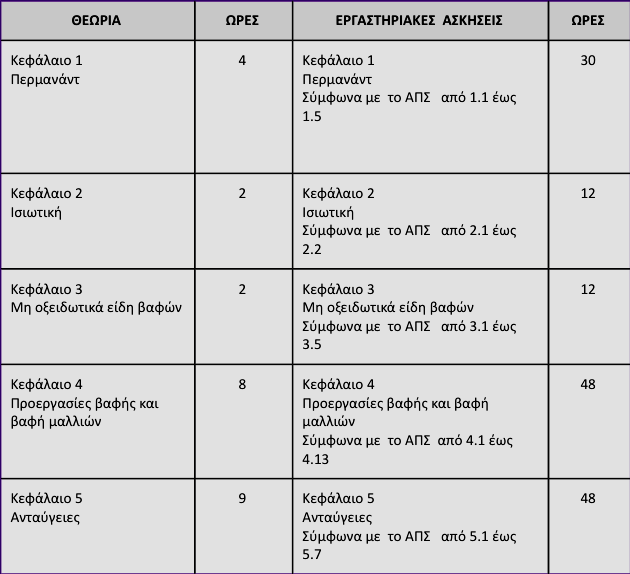 ΘΕΩΡΙΑ ΩΡΕΣ ΕΡΓΑΣΤΗΡΙΑΚΕΣ ΑΣΚΗΣΕΙΣ ΩΡΕΣ
Κεφάλαιο 1 4 Κεφάλαιο 1 30
Περμανάντ Περμανάντ
Σύμφωνα με το ΑΠΣ από 1.1 έως
1.5
Κεφάλαιο 2 2 Κεφάλαιο 2 12
Ισιωτική Ισιωτική
Σύμφωνα με το ΑΠΣ από 2.1 έως
2.2
Κεφάλαιο 3 2 Κεφάλαιο 3 12
Μη οξειδωτικά είδη βαφών Μη οξειδωτικά είδη βαφών
Σύμφωνα με το ΑΠΣ από 3.1 έως
3.5
Κεφάλαιο 4 8 Κεφάλαιο 4 48
Προεργασίες βαφής και Προεργασίες βαφής και βαφή
βαφή μαλλιών μαλλιών
Σύμφωνα με το ΑΠΣ από 4.1 έως
4.13
Κεφάλαιο 5 9 Κεφάλαιο 5 48
Ανταύγειες Ανταύγειες
Σύμφωνα με το ΑΠΣ από 5.1 έως
5.7